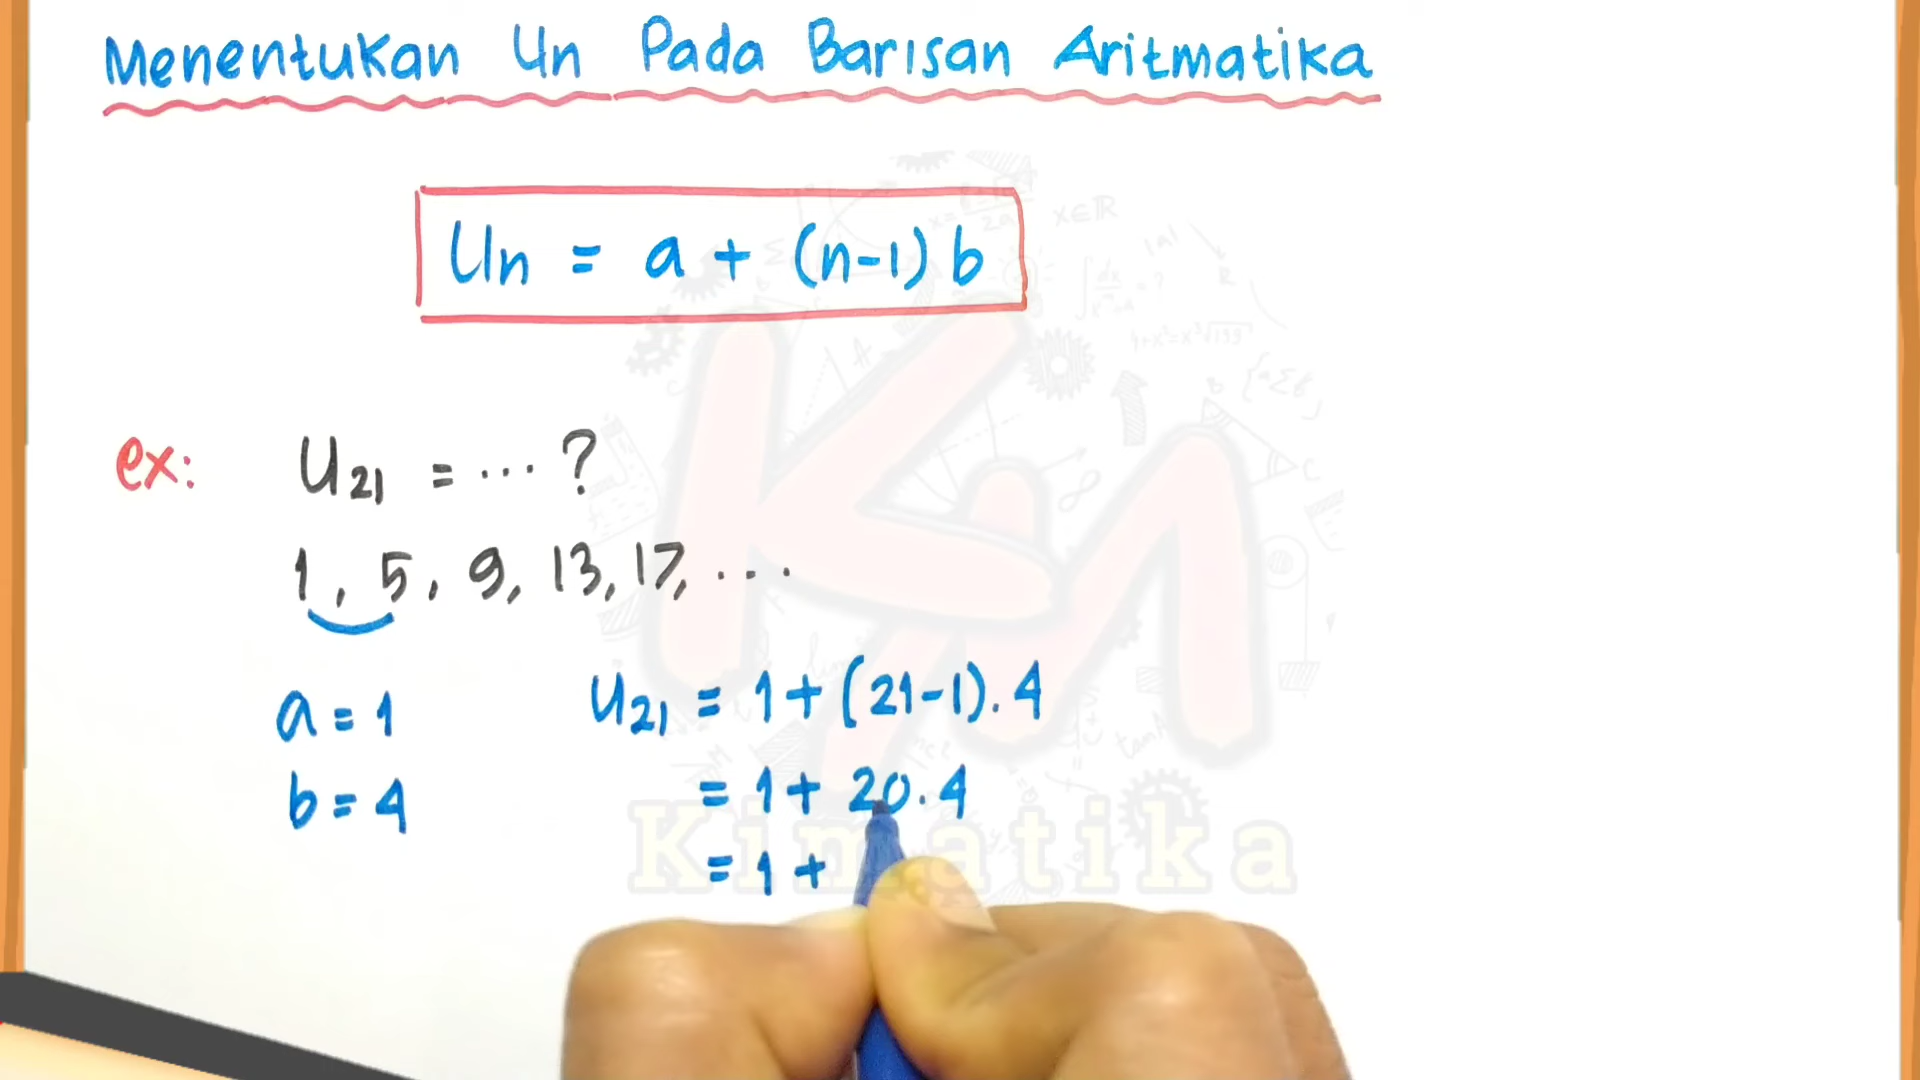 Menentukan Un Pada Barisan Aritmatika
Un = a + (n-1) b
ex: U21 = ... ?
1, 5, 9, 13, 17, ...
a = 1
b = 4
U21 = 1 + (21-1) . 4
= 1 + 20 . 4
= 1 +
Kimatika